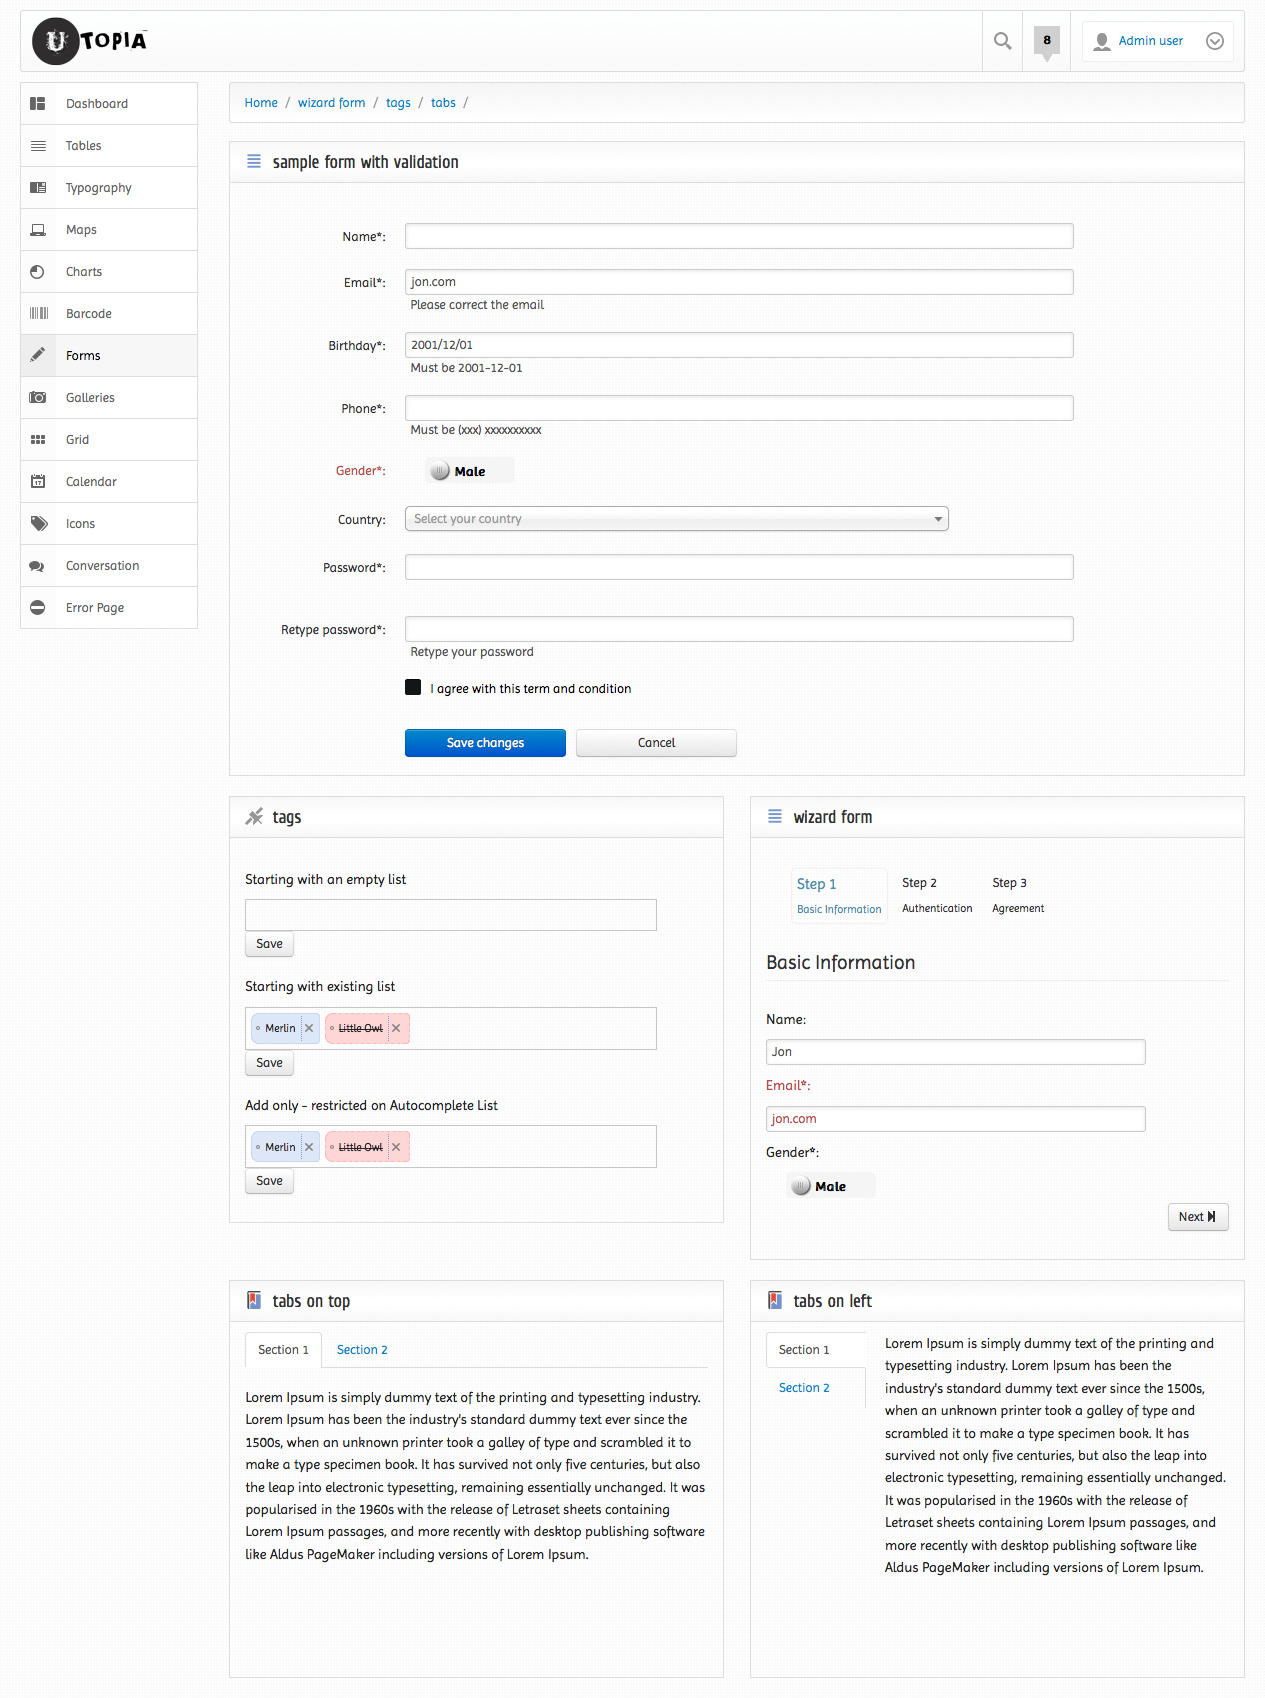 UTOPIA
8
Admin user
Dashboard
Tables
Typography
Maps
Charts
Barcode
Forms
Galleries
Grid
Calendar
17
Icons
Conversation
Error Page
Home / wizard form / tags / tabs /
sample form with validation
Name*:
Email*: jon.com
Please correct the email
Birthday*: 2001/12/01
Must be 2001-12-01
Phone*:
Must be (xxx) xxxxxxxxxx
Gender*: Male
Country: Select your country
Password*:
Retype password*:
Retype your password
I agree with this term and condition
Save changes Cancel
tags
Starting with an empty list
Save
Starting with existing list
Merlin Little Owl
Save
Add only - restricted on Autocomplete List
Merlin Little Owl
Save
wizard form
Step 1 Step 2 Step 3
Basic Information Authentication Agreement
Basic Information
Name:
Jon
Email*:
jon.com
Gender*:
Male
Next
tabs on top
Section 1 Section 2
Lorem Ipsum is simply dummy text of the printing and typesetting industry.
Lorem Ipsum has been the industry's standard dummy text ever since the
1500s, when an unknown printer took a galley of type and scrambled it to
make a type specimen book. It has survived not only five centuries, but also
the leap into electronic typesetting, remaining essentially unchanged. It was
popularised in the 1960s with the release of Letraset sheets containing
Lorem Ipsum passages, and more recently with desktop publishing software
like Aldus PageMaker including versions of Lorem Ipsum.
tabs on left
Section 1
Section 2
Lorem Ipsum is simply dummy text of the printing and
typesetting industry. Lorem Ipsum has been the
industry's standard dummy text ever since the 1500s,
when an unknown printer took a galley of type and
scrambled it to make a type specimen book. It has
survived not only five centuries, but also the leap into
electronic typesetting, remaining essentially unchanged.
It was popularised in the 1960s with the release of
Letraset sheets containing Lorem Ipsum passages, and
more recently with desktop publishing software like
Aldus PageMaker including versions of Lorem Ipsum.